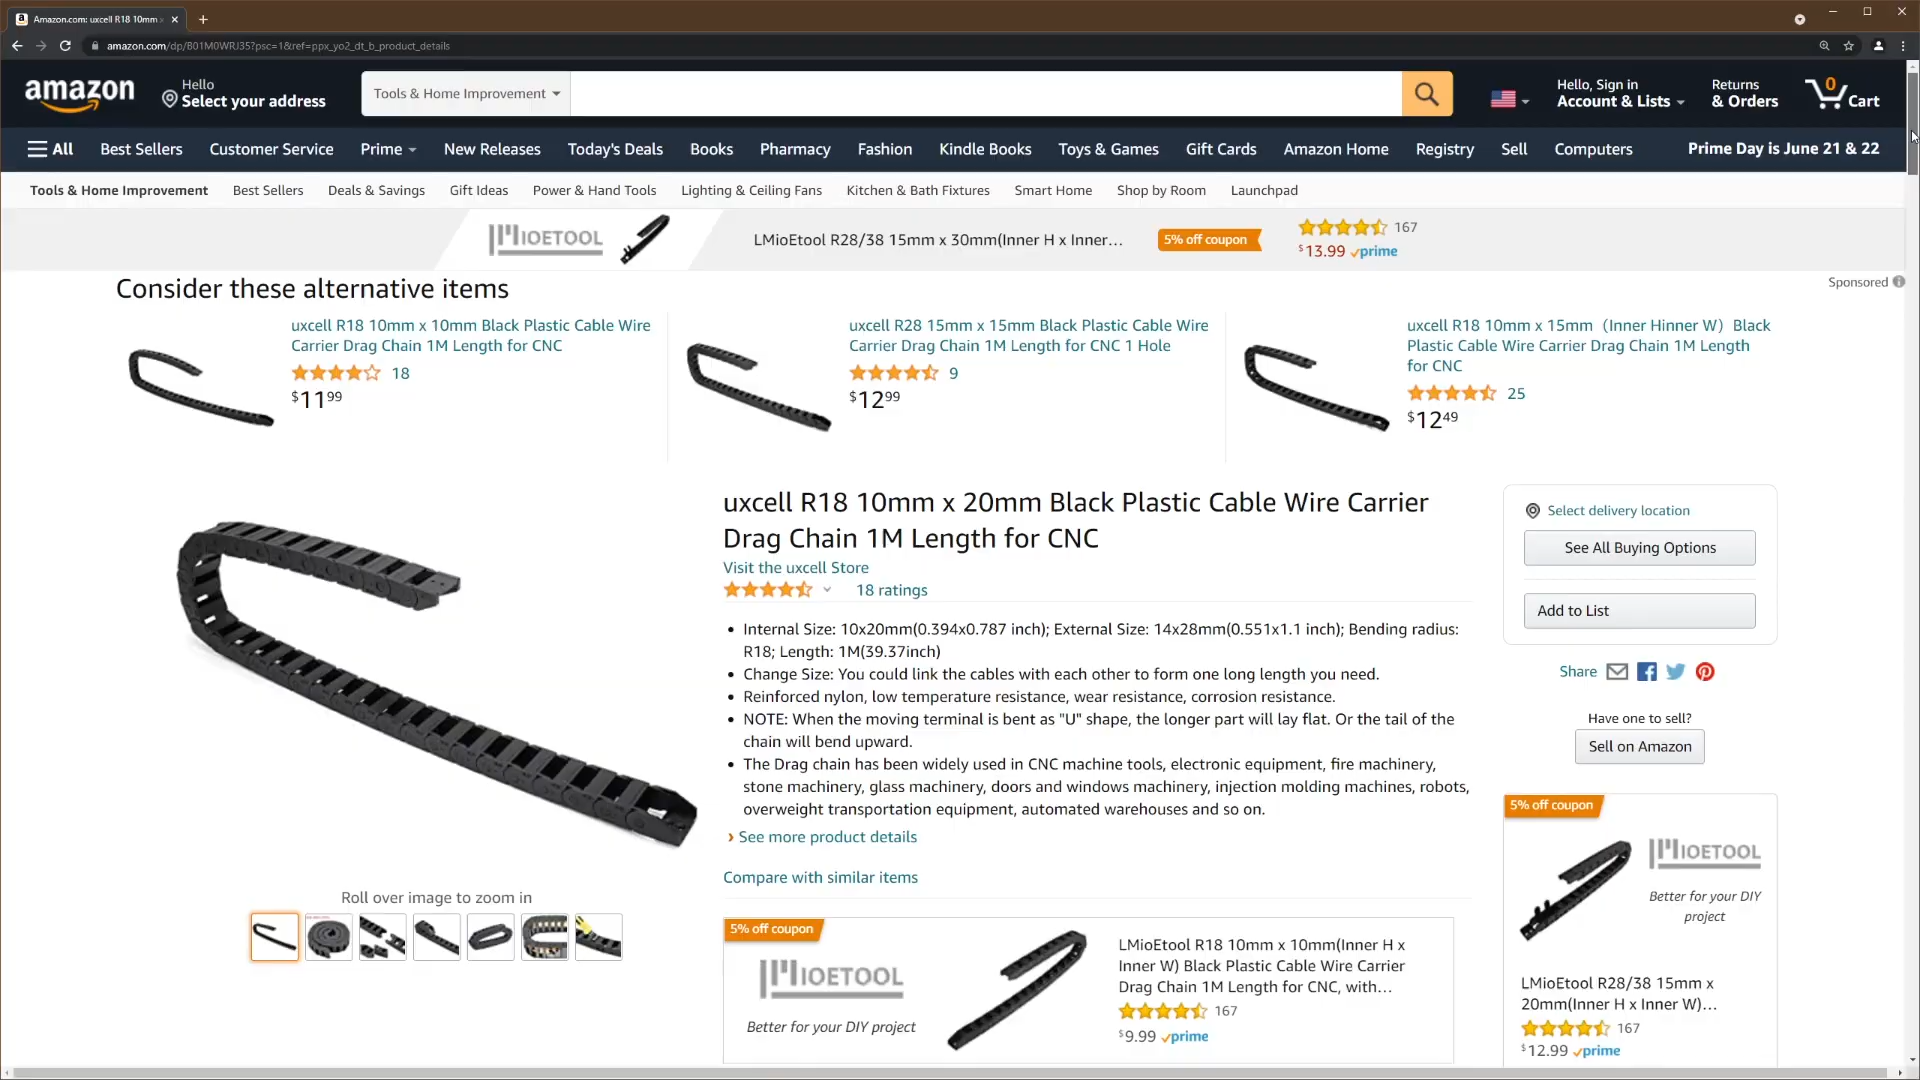 Amazon.com: uxcell R18 10mm
amazon.com/dp/B01M0WRJ35?psc=1&ref=ppx_yo2_dt_b_product_details
amazon
Hello
Select your address
Tools & Home Improvement
Hello, Sign in
Account & Lists
Returns
& Orders
0
Cart
All
Best Sellers
Customer Service
Prime
New Releases
Today's Deals
Books
Pharmacy
Fashion
Kindle Books
Toys & Games
Gift Cards
Amazon Home
Registry
Sell
Computers
Prime Day is June 21 & 22
Tools & Home Improvement
Best Sellers
Deals & Savings
Gift Ideas
Power & Hand Tools
Lighting & Ceiling Fans
Kitchen & Bath Fixtures
Smart Home
Shop by Room
Launchpad
MIOETOOL
LMioEtool R28/38 15mm x 30mm(Inner H x Inner…
5% off coupon
167
$13.99 prime
Sponsored
Consider these alternative items
uxcell R18 10mm x 10mm Black Plastic Cable Wire
Carrier Drag Chain 1M Length for CNC
18
$11 99
uxcell R28 15mm x 15mm Black Plastic Cable Wire
Carrier Drag Chain 1M Length for CNC 1 Hole
9
$12 99
uxcell R18 10mm x 15mm（Inner Hinner W）Black
Plastic Cable Wire Carrier Drag Chain 1M Length
for CNC
25
$12 49
uxcell R18 10mm x 20mm Black Plastic Cable Wire Carrier
Drag Chain 1M Length for CNC
Visit the uxcell Store
18 ratings
• Internal Size: 10x20mm(0.394x0.787 inch); External Size: 14x28mm(0.551x1.1 inch); Bending radius:
R18; Length: 1M(39.37inch)
• Change Size: You could link the cables with each other to form one long length you need.
• Reinforced nylon, low temperature resistance, wear resistance, corrosion resistance.
• NOTE: When the moving terminal is bent as "U" shape, the longer part will lay flat. Or the tail of the
chain will bend upward.
• The Drag chain has been widely used in CNC machine tools, electronic equipment, fire machinery,
stone machinery, glass machinery, doors and windows machinery, injection molding machines, robots,
overweight transportation equipment, automated warehouses and so on.
› See more product details
Compare with similar items
Roll over image to zoom in
5% off coupon
MIOETOOL
Better for your DIY project
LMioEtool R18 10mm x 10mm(Inner H x
Inner W) Black Plastic Cable Wire Carrier
Drag Chain 1M Length for CNC, with…
167
$9.99 prime
Select delivery location
See All Buying Options
Add to List
Share
Have one to sell?
Sell on Amazon
5% off coupon
MIOETOOL
Better for your DIY
project
LMioEtool R28/38 15mm x
20mm(Inner H x Inner W)…
167
$12.99 prime